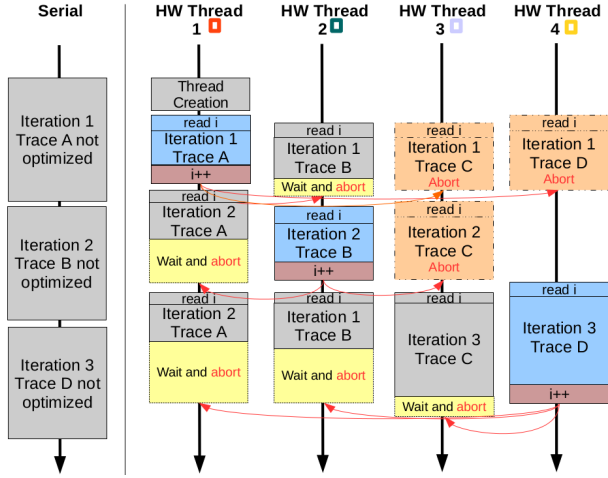 Serial
HW Thread
1
HW Thread
2
HW Thread
3
HW Thread
4
Iteration 1
Trace A not
optimized
Iteration 2
Trace B not
optimized
Iteration 3
Trace D not
optimized
Thread
Creation
read i
Iteration 1
Trace A
i++
read i
Iteration 2
Trace A
Wait and abort
read i
Iteration 2
Trace A
Wait and abort
read i
Iteration 1
Trace B
Wait and abort
read i
Iteration 2
Trace B
i++
read i
Iteration 1
Trace B
Wait and abort
read i
Iteration 1
Trace C
Abort
read i
Iteration 2
Trace C
Abort
read i
Iteration 3
Trace C
Wait and abort
read i
Iteration 1
Trace D
Abort
read i
Iteration 3
Trace D
i++